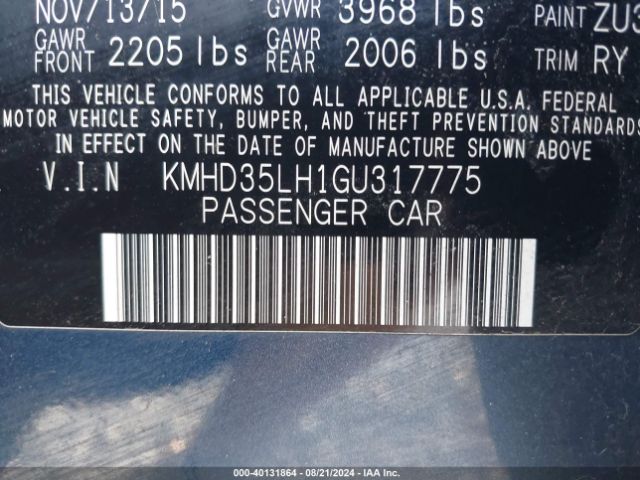 NOV/13/15 GVWR 3968 lbs PAINT ZU3
GAWR FRONT 2205 lbs GAWR REAR 2006 lbs TRIM RY
THIS VEHICLE CONFORMS TO ALL APPLICABLE U.S.A. FEDERAL
MOTOR VEHICLE SAFETY, BUMPER, AND THEFT PREVENTION STANDARDS
IN EFFECT ON THE DATE OF MANUFACTURE SHOWN ABOVE.
V.I.N KMHD35LH1GU317775
PASSENGER CAR
000-40131864 - 08/21/2024 - IAA Inc.